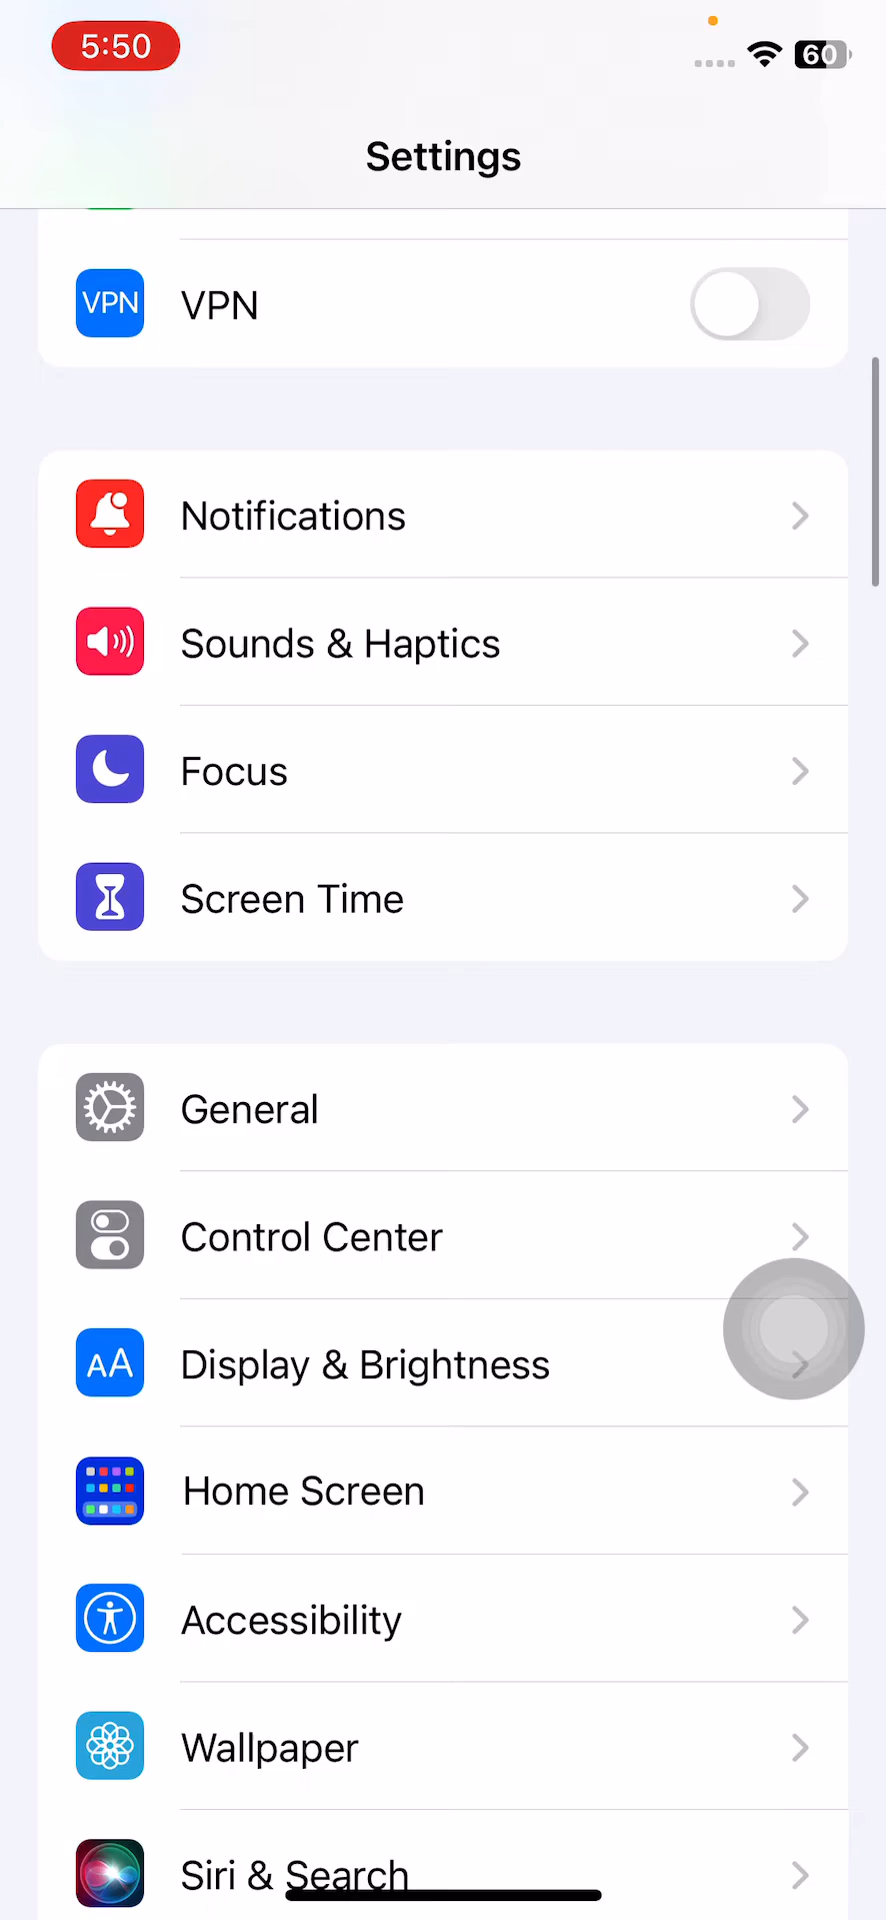 5:50
60
Settings
VPN
VPN
Notifications
Sounds & Haptics
Focus
Screen Time
General
Control Center
AA
Display & Brightness
Home Screen
Accessibility
Wallpaper
Siri & Search